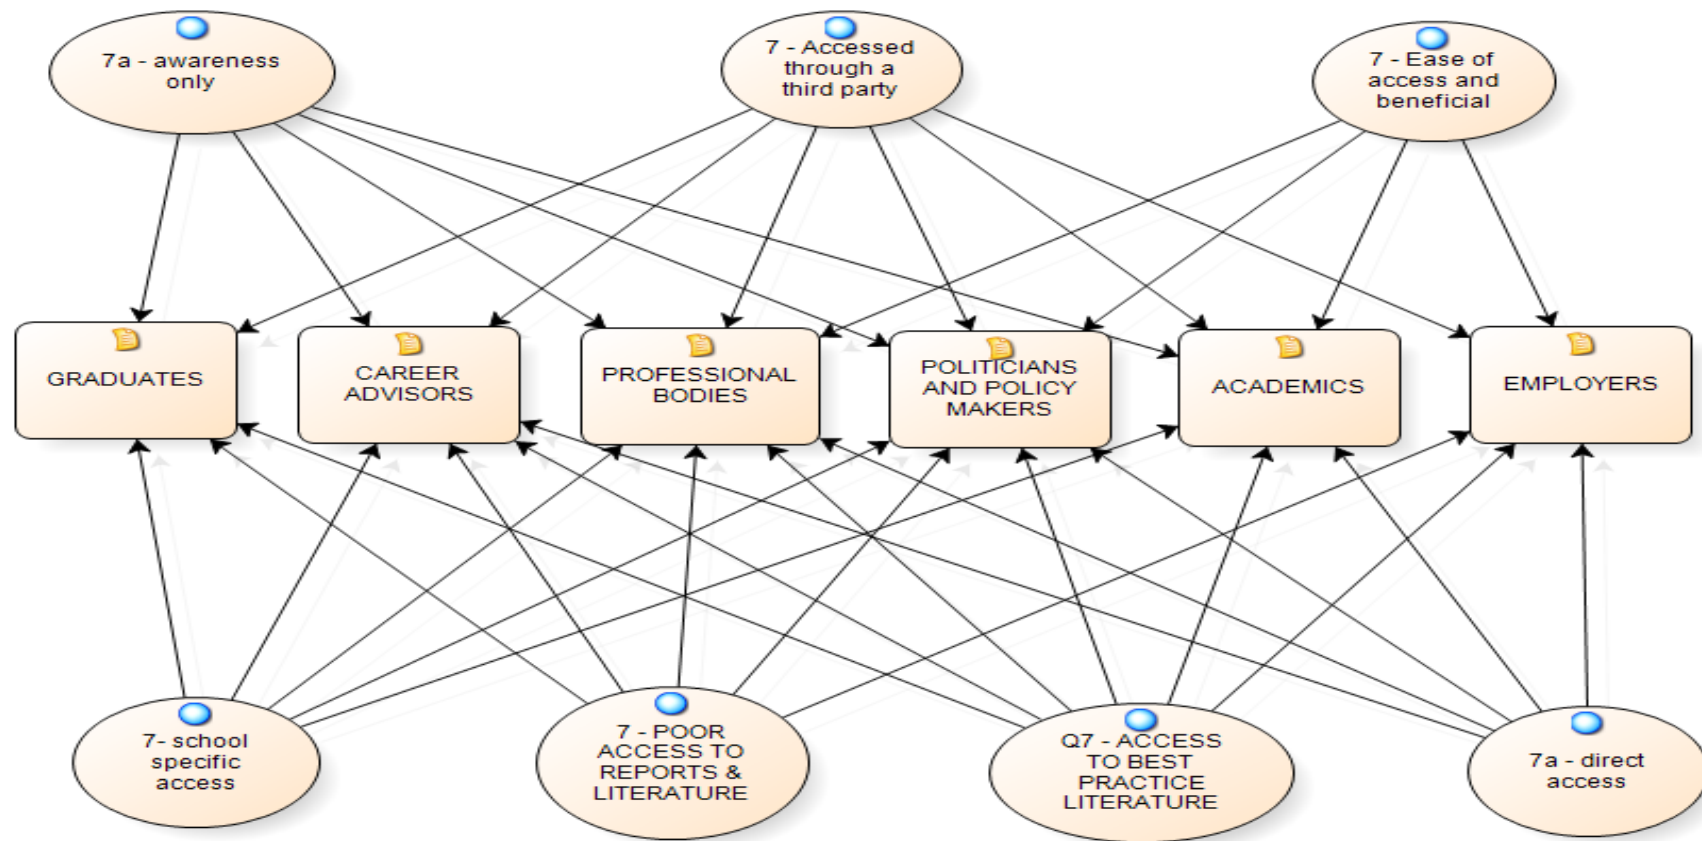 7a - awareness
only
7 - Accessed
through a
third party
7 - Ease of
access and
beneficial
GRADUATES
CAREER
ADVISORS
PROFESSIONAL
BODIES
POLITICIANS
AND POLICY
MAKERS
ACADEMICS
EMPLOYERS
7- school
specific
access
7 - POOR
ACCESS TO
REPORTS &
LITERATURE
Q7 - ACCESS
TO BEST
PRACTICE
LITERATURE
7a - direct
access